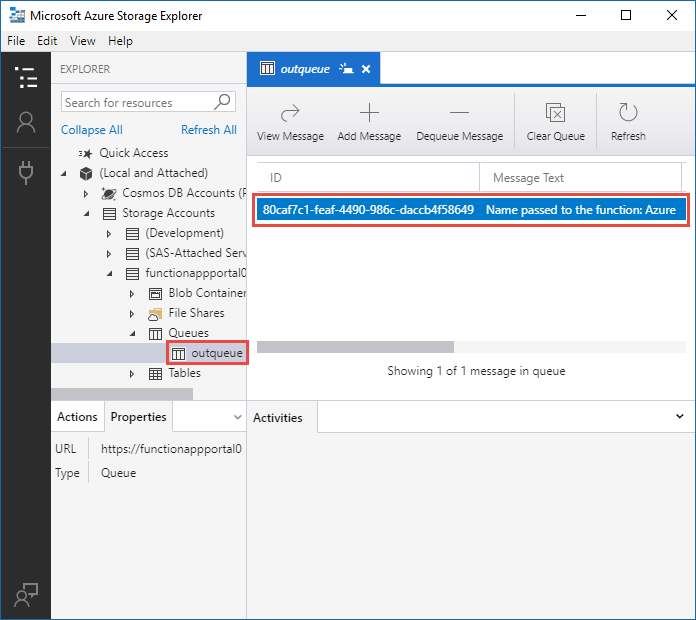 Microsoft Azure Storage Explorer
File Edit View Help
EXPLORER
Search for resources
Collapse All Refresh All
Quick Access
(Local and Attached)
Cosmos DB Accounts (
Storage Accounts
(Development)
(SAS-Attached Serv
functionappportal0
Blob Container
File Shares
Queues
outqueue
Tables
Actions Properties
URL https://functionappportal0
Type Queue
outqueue
View Message Add Message Dequeue Message Clear Queue Refresh
ID Message Text
80caf7c1-feaf-4490-986c-daccb4f58649 Name passed to the function: Azure
Showing 1 of 1 message in queue
Activities